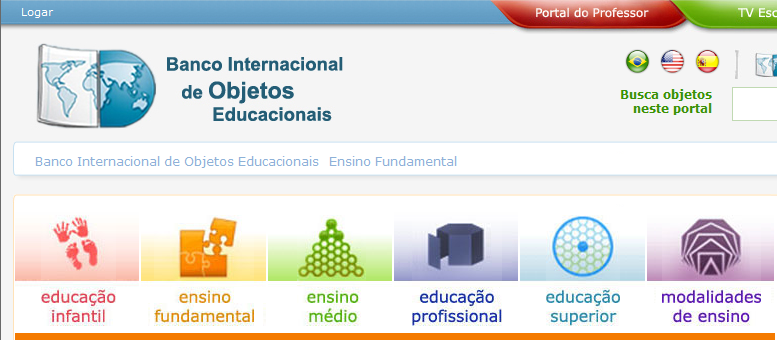 Logar
Portal do Professor
TV Esc
Banco Internacional
de Objetos
Educacionais
Busca objetos
neste portal
Banco Internacional de Objetos Educacionais Ensino Fundamental
educação
infantil
ensino
fundamental
ensino
médio
educação
profissional
educação
superior
modalidades
de ensino